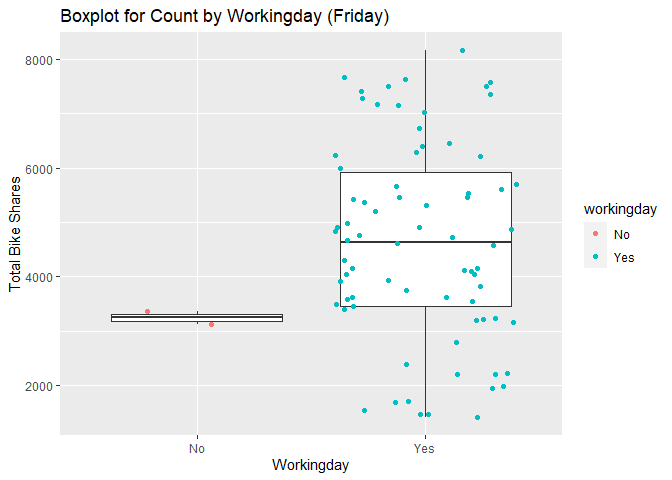 Boxplot for Count by Workingday (Friday)
Total Bike Shares
8000
6000
4000
2000
No
Yes
Workingday
workingday
No
Yes